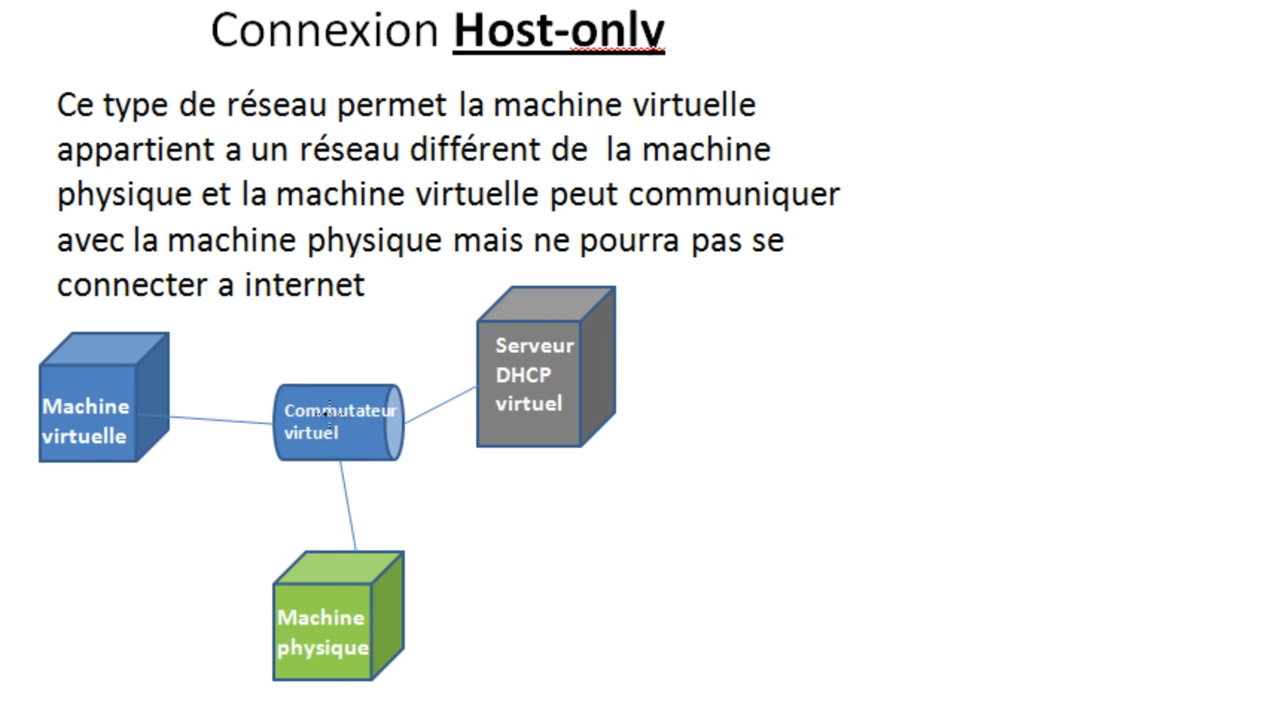 Connexion Host-only
Ce type de réseau permet la machine virtuelle
appartient a un réseau différent de la machine
physique et la machine virtuelle peut communiquer
avec la machine physique mais ne pourra pas se
connecter a internet
Serveur
DHCP
virtuel
Machine
virtuelle
Commutateur
virtuel
Machine
physique